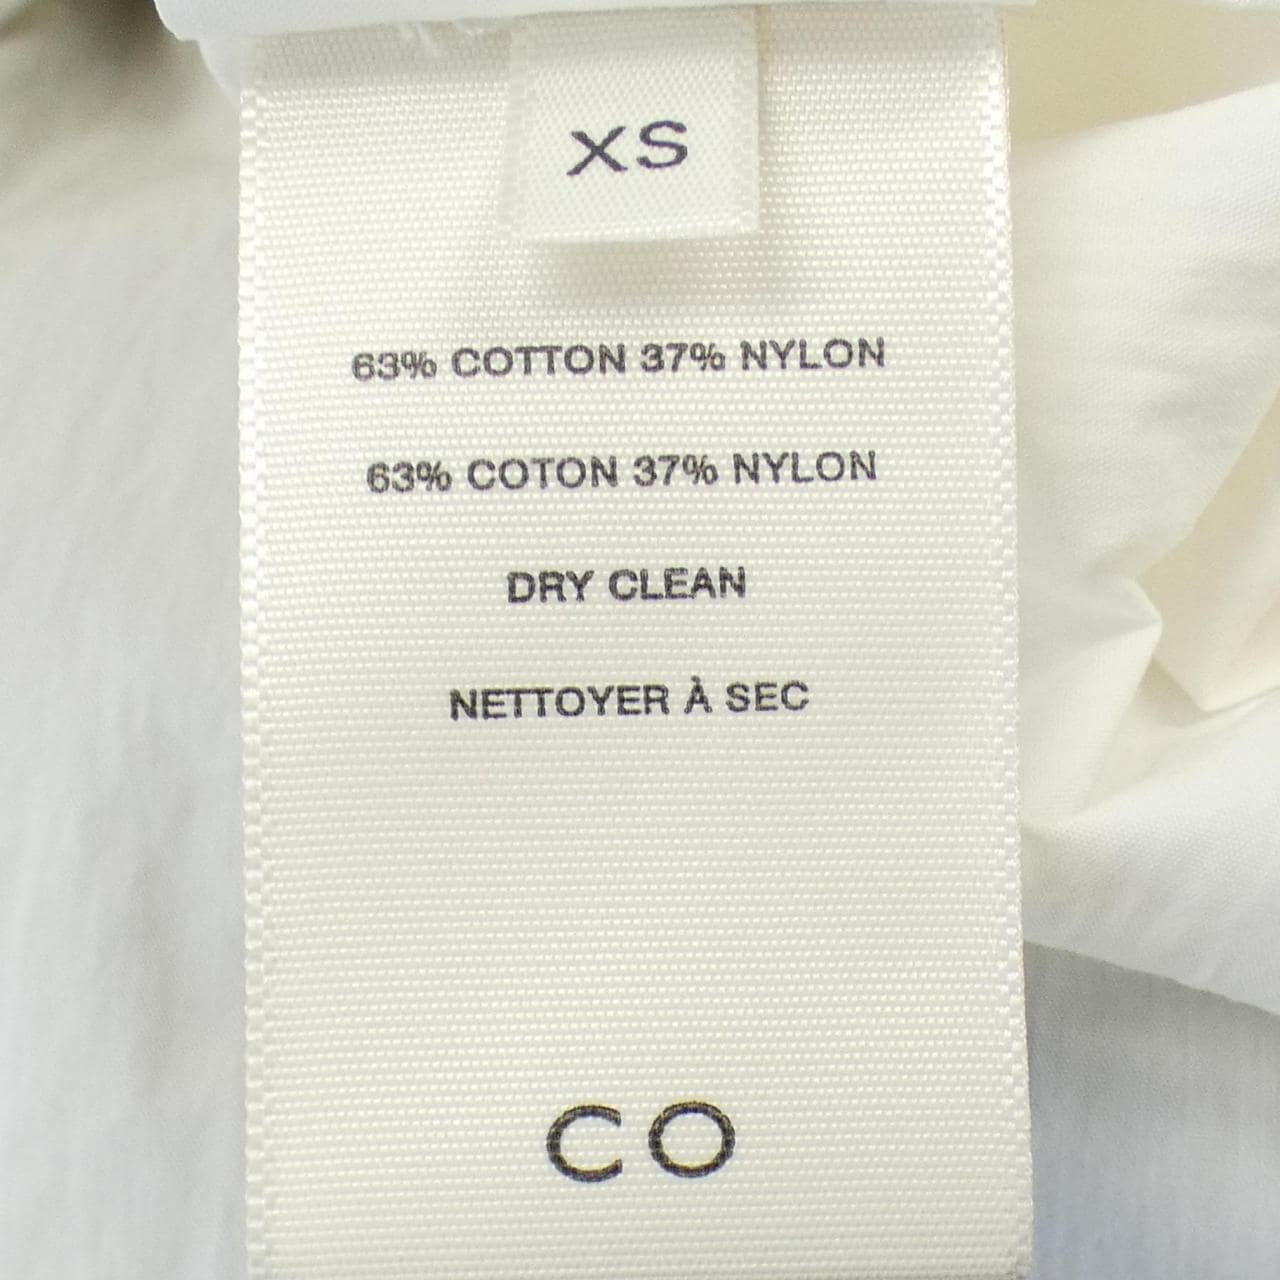 XS
63% COTTON 37% NYLON
63% COTON 37% NYLON
DRY CLEAN
NETTOYER À SEC
CO